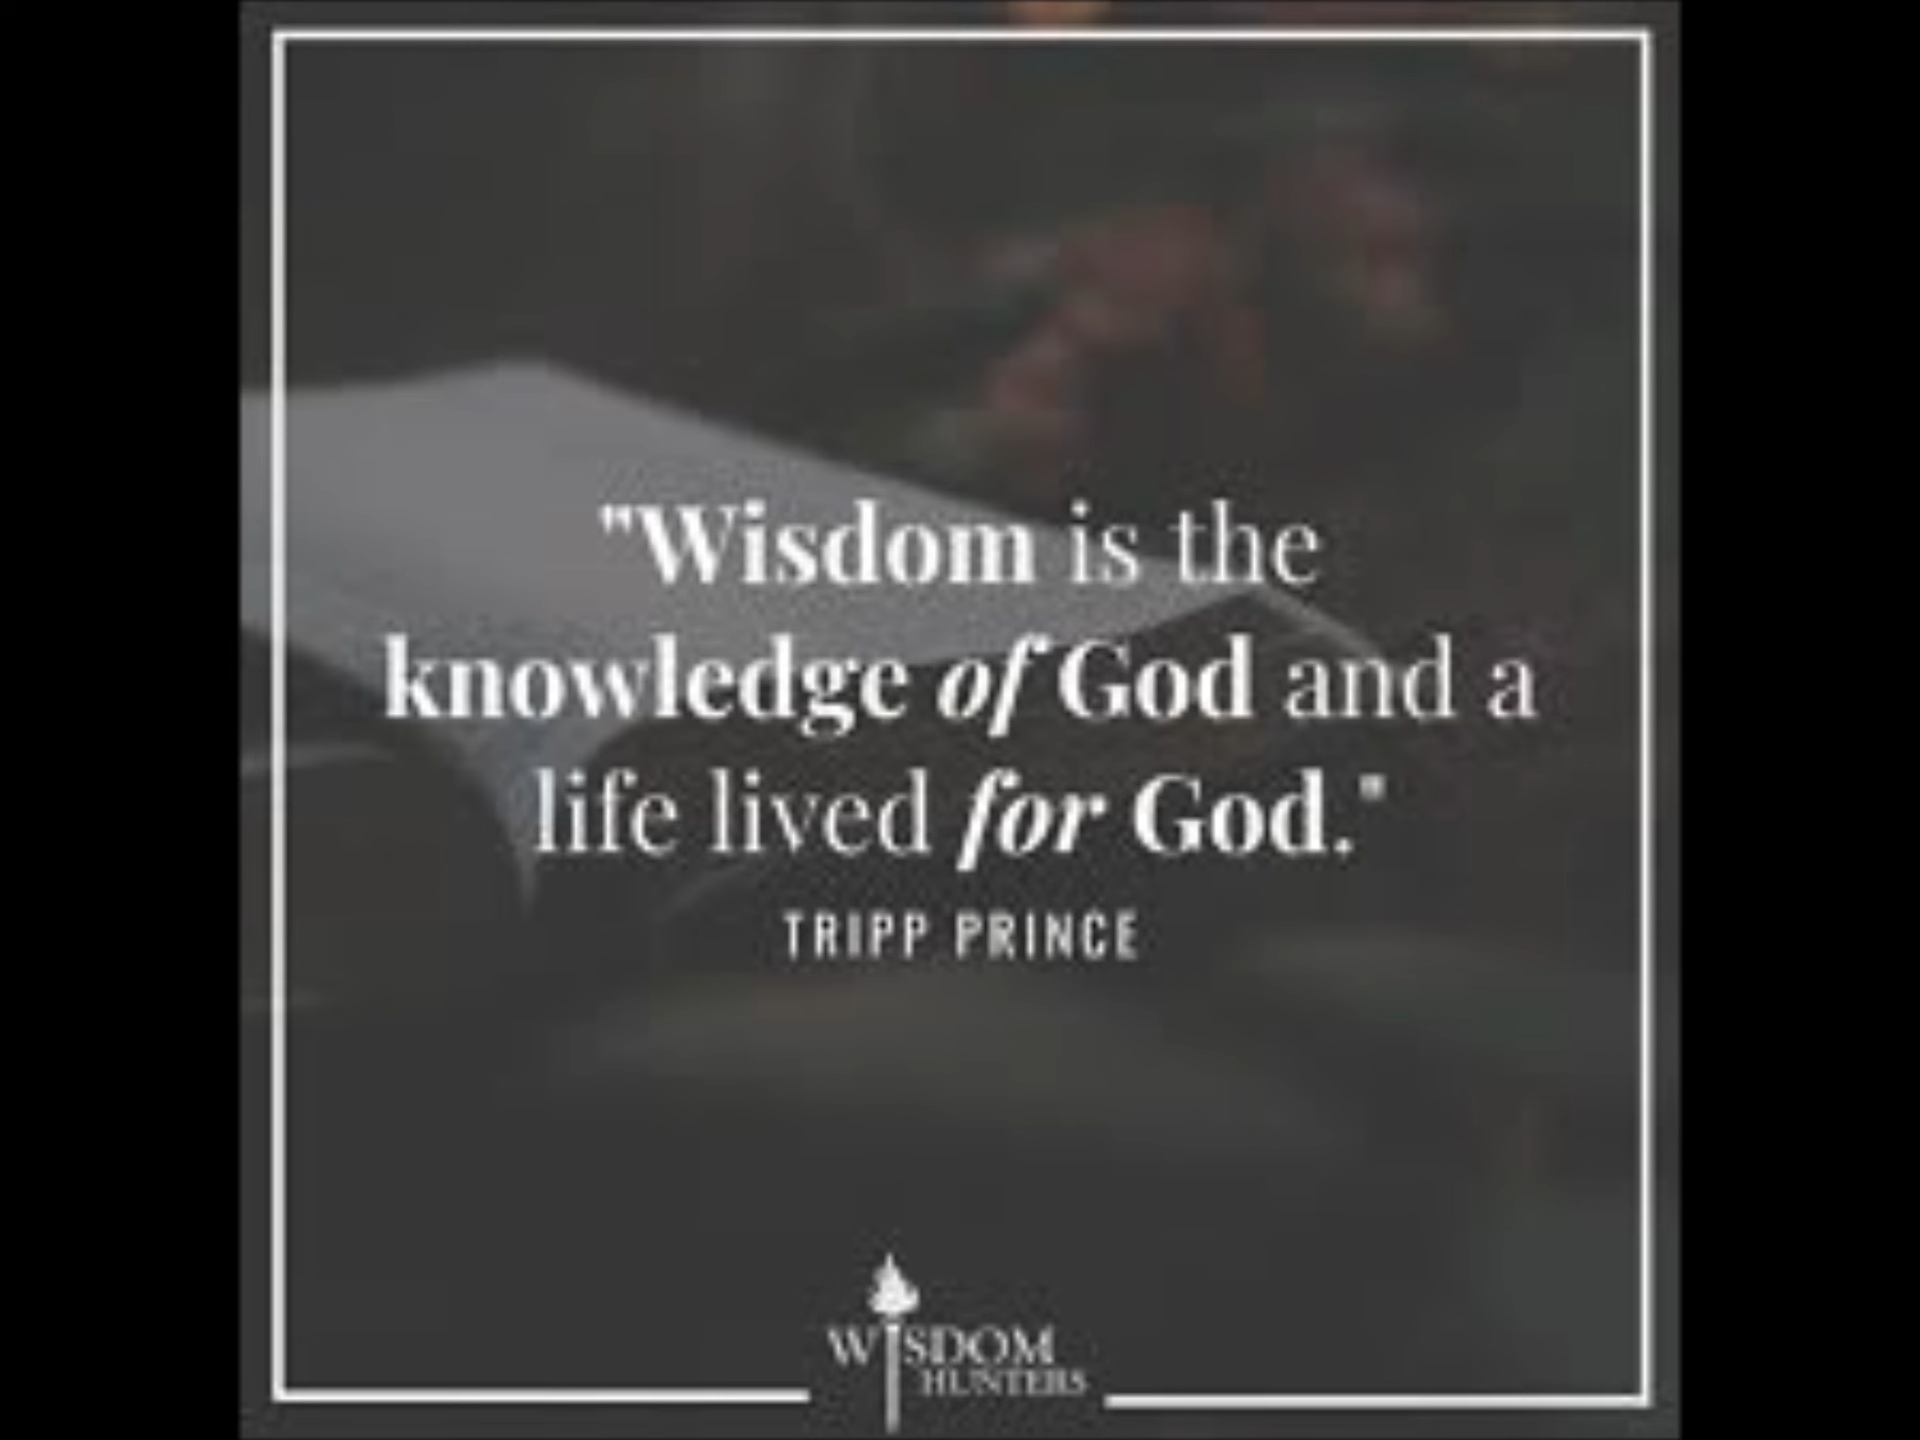 "Wisdom is the
knowledge of God and a
life lived for God."
TRIPP PRINCE
WISDOM
HUNTERS